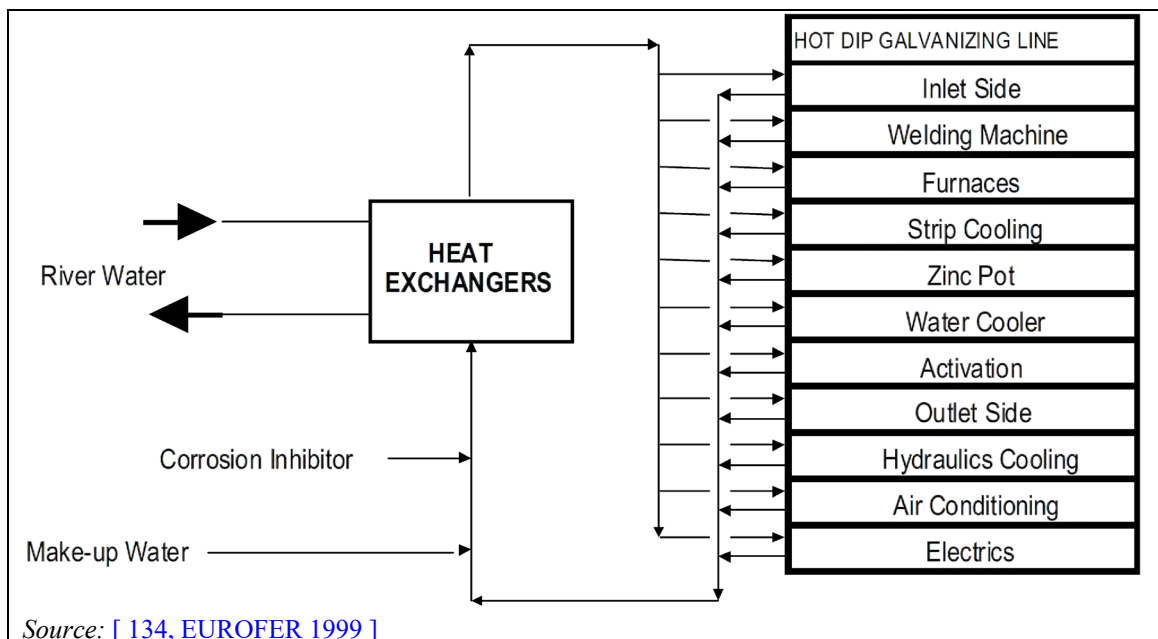 HOT DIP GALVANIZING LINE
Inlet Side
Welding Machine
Furnaces
Strip Cooling
Zinc Pot
Water Cooler
Activation
Outlet Side
Hydraulics Cooling
Air Conditioning
Electrics
HEAT
EXCHANGERS
River Water
Corrosion Inhibitor
Make-up Water
Source: [ 134, EUROFER 1999 ]